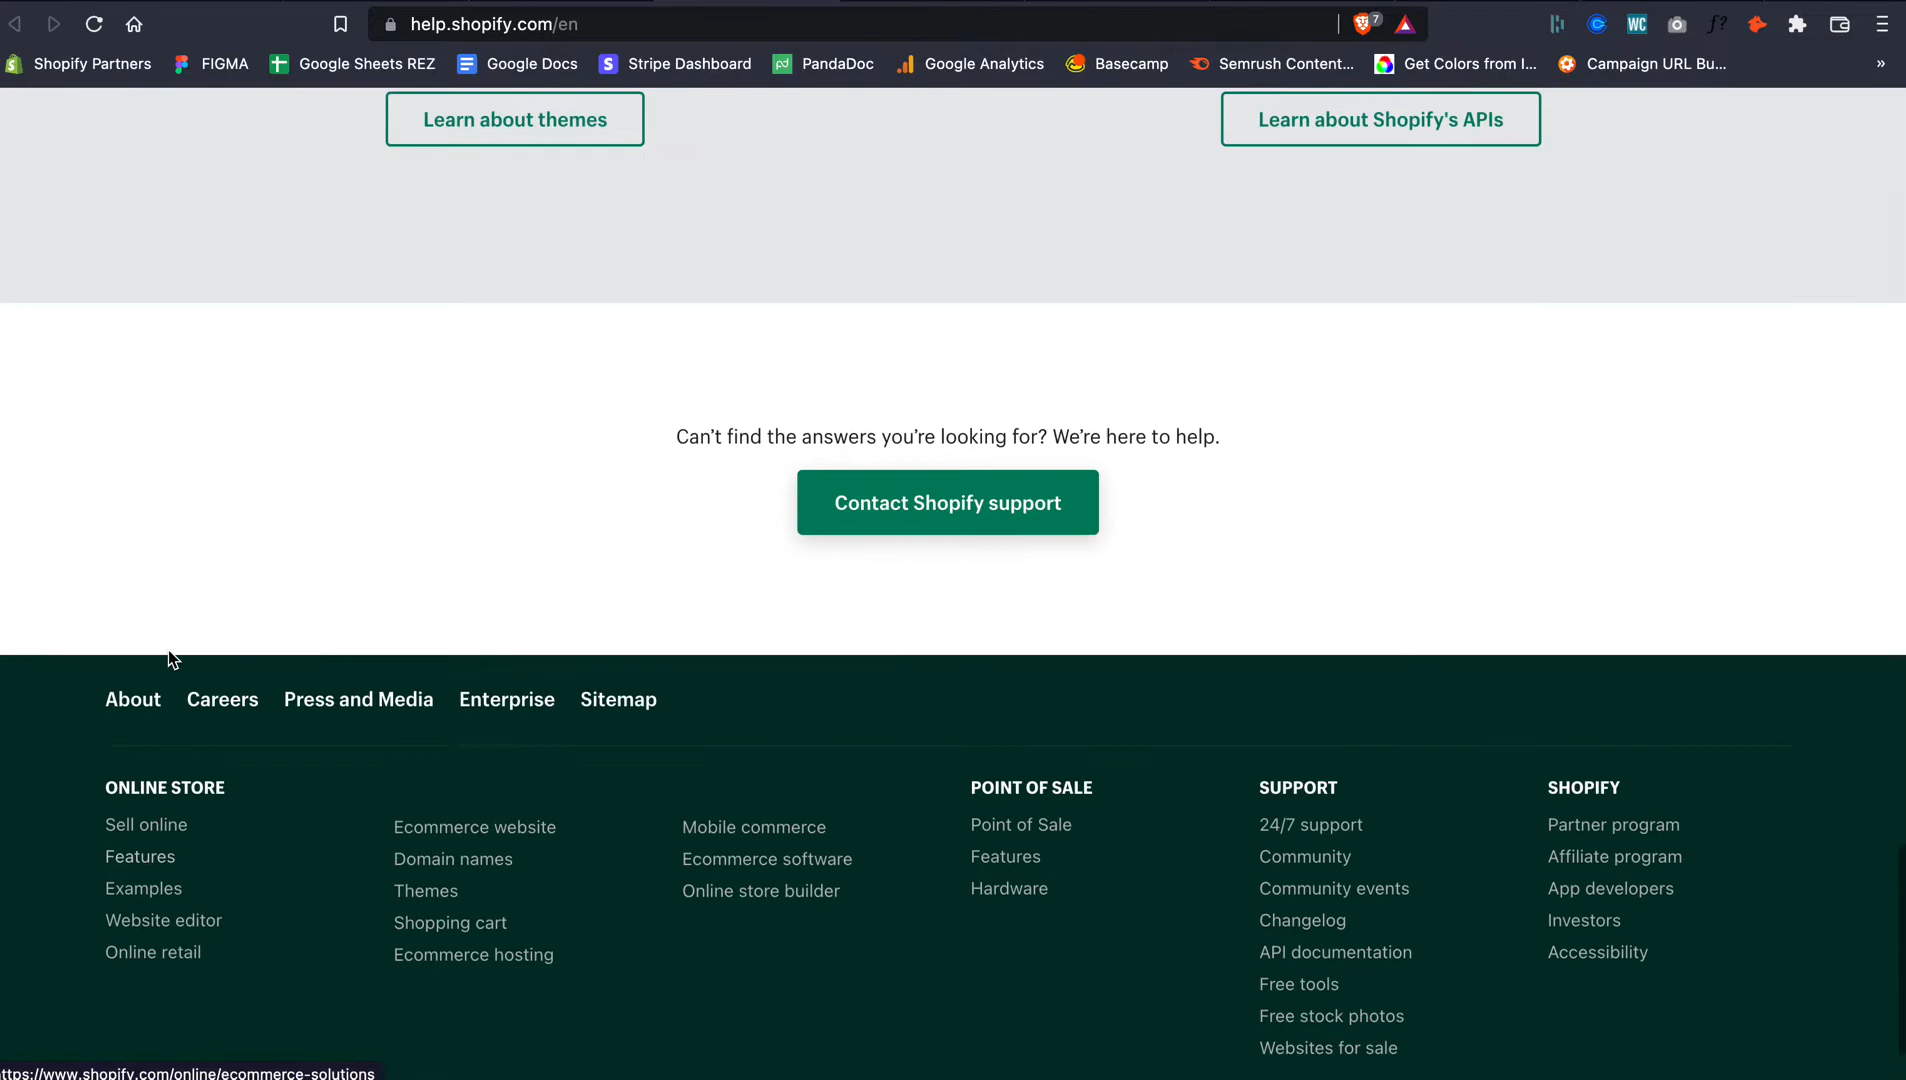 help.shopify.com/en
7
WC
f?
Shopify Partners
FIGMA
Google Sheets REZ
Google Docs
S
Stripe Dashboard
pd
PandaDoc
Google Analytics
Basecamp
Semrush Content...
Get Colors from I...
Campaign URL Bu...
»
Learn about themes
Learn about Shopify's APIs
Can’t find the answers you’re looking for? We’re here to help.
Contact Shopify support
About
Careers
Press and Media
Enterprise
Sitemap
ONLINE STORE
Sell online
Features
Examples
Website editor
Online retail
Ecommerce website
Domain names
Themes
Shopping cart
Ecommerce hosting
Mobile commerce
Ecommerce software
Online store builder
POINT OF SALE
Point of Sale
Features
Hardware
SUPPORT
24/7 support
Community
Community events
Changelog
API documentation
Free tools
Free stock photos
Websites for sale
SHOPIFY
Partner program
Affiliate program
App developers
Investors
Accessibility
ttps://www.shopify.com/online/ecommerce-solutions